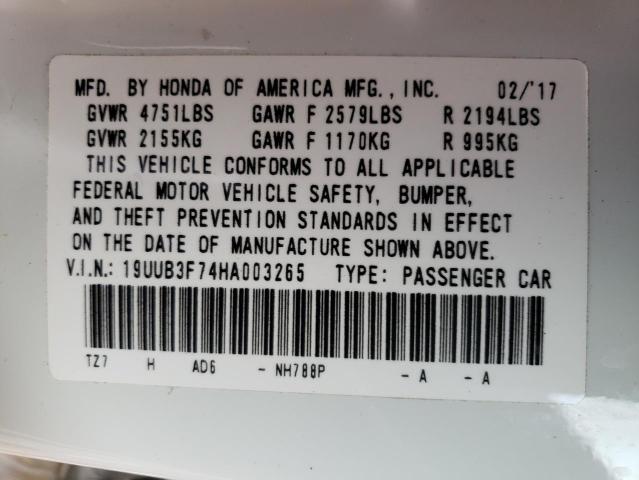 MFD. BY HONDA OF AMERICA MFG., INC. 02/'17
GVWR 4751LBS GAWR F 2579LBS R 2194LBS
GVWR 2155KG GAWR F 1170KG R 995KG
THIS VEHICLE CONFORMS TO ALL APPLICABLE
FEDERAL MOTOR VEHICLE SAFETY, BUMPER,
AND THEFT PREVENTION STANDARDS IN EFFECT
ON THE DATE OF MANUFACTURE SHOWN ABOVE.
V.I.N.: 19UUB3F74HA003265 TYPE: PASSENGER CAR
TZ7 H AD6 - NH788P - A - A